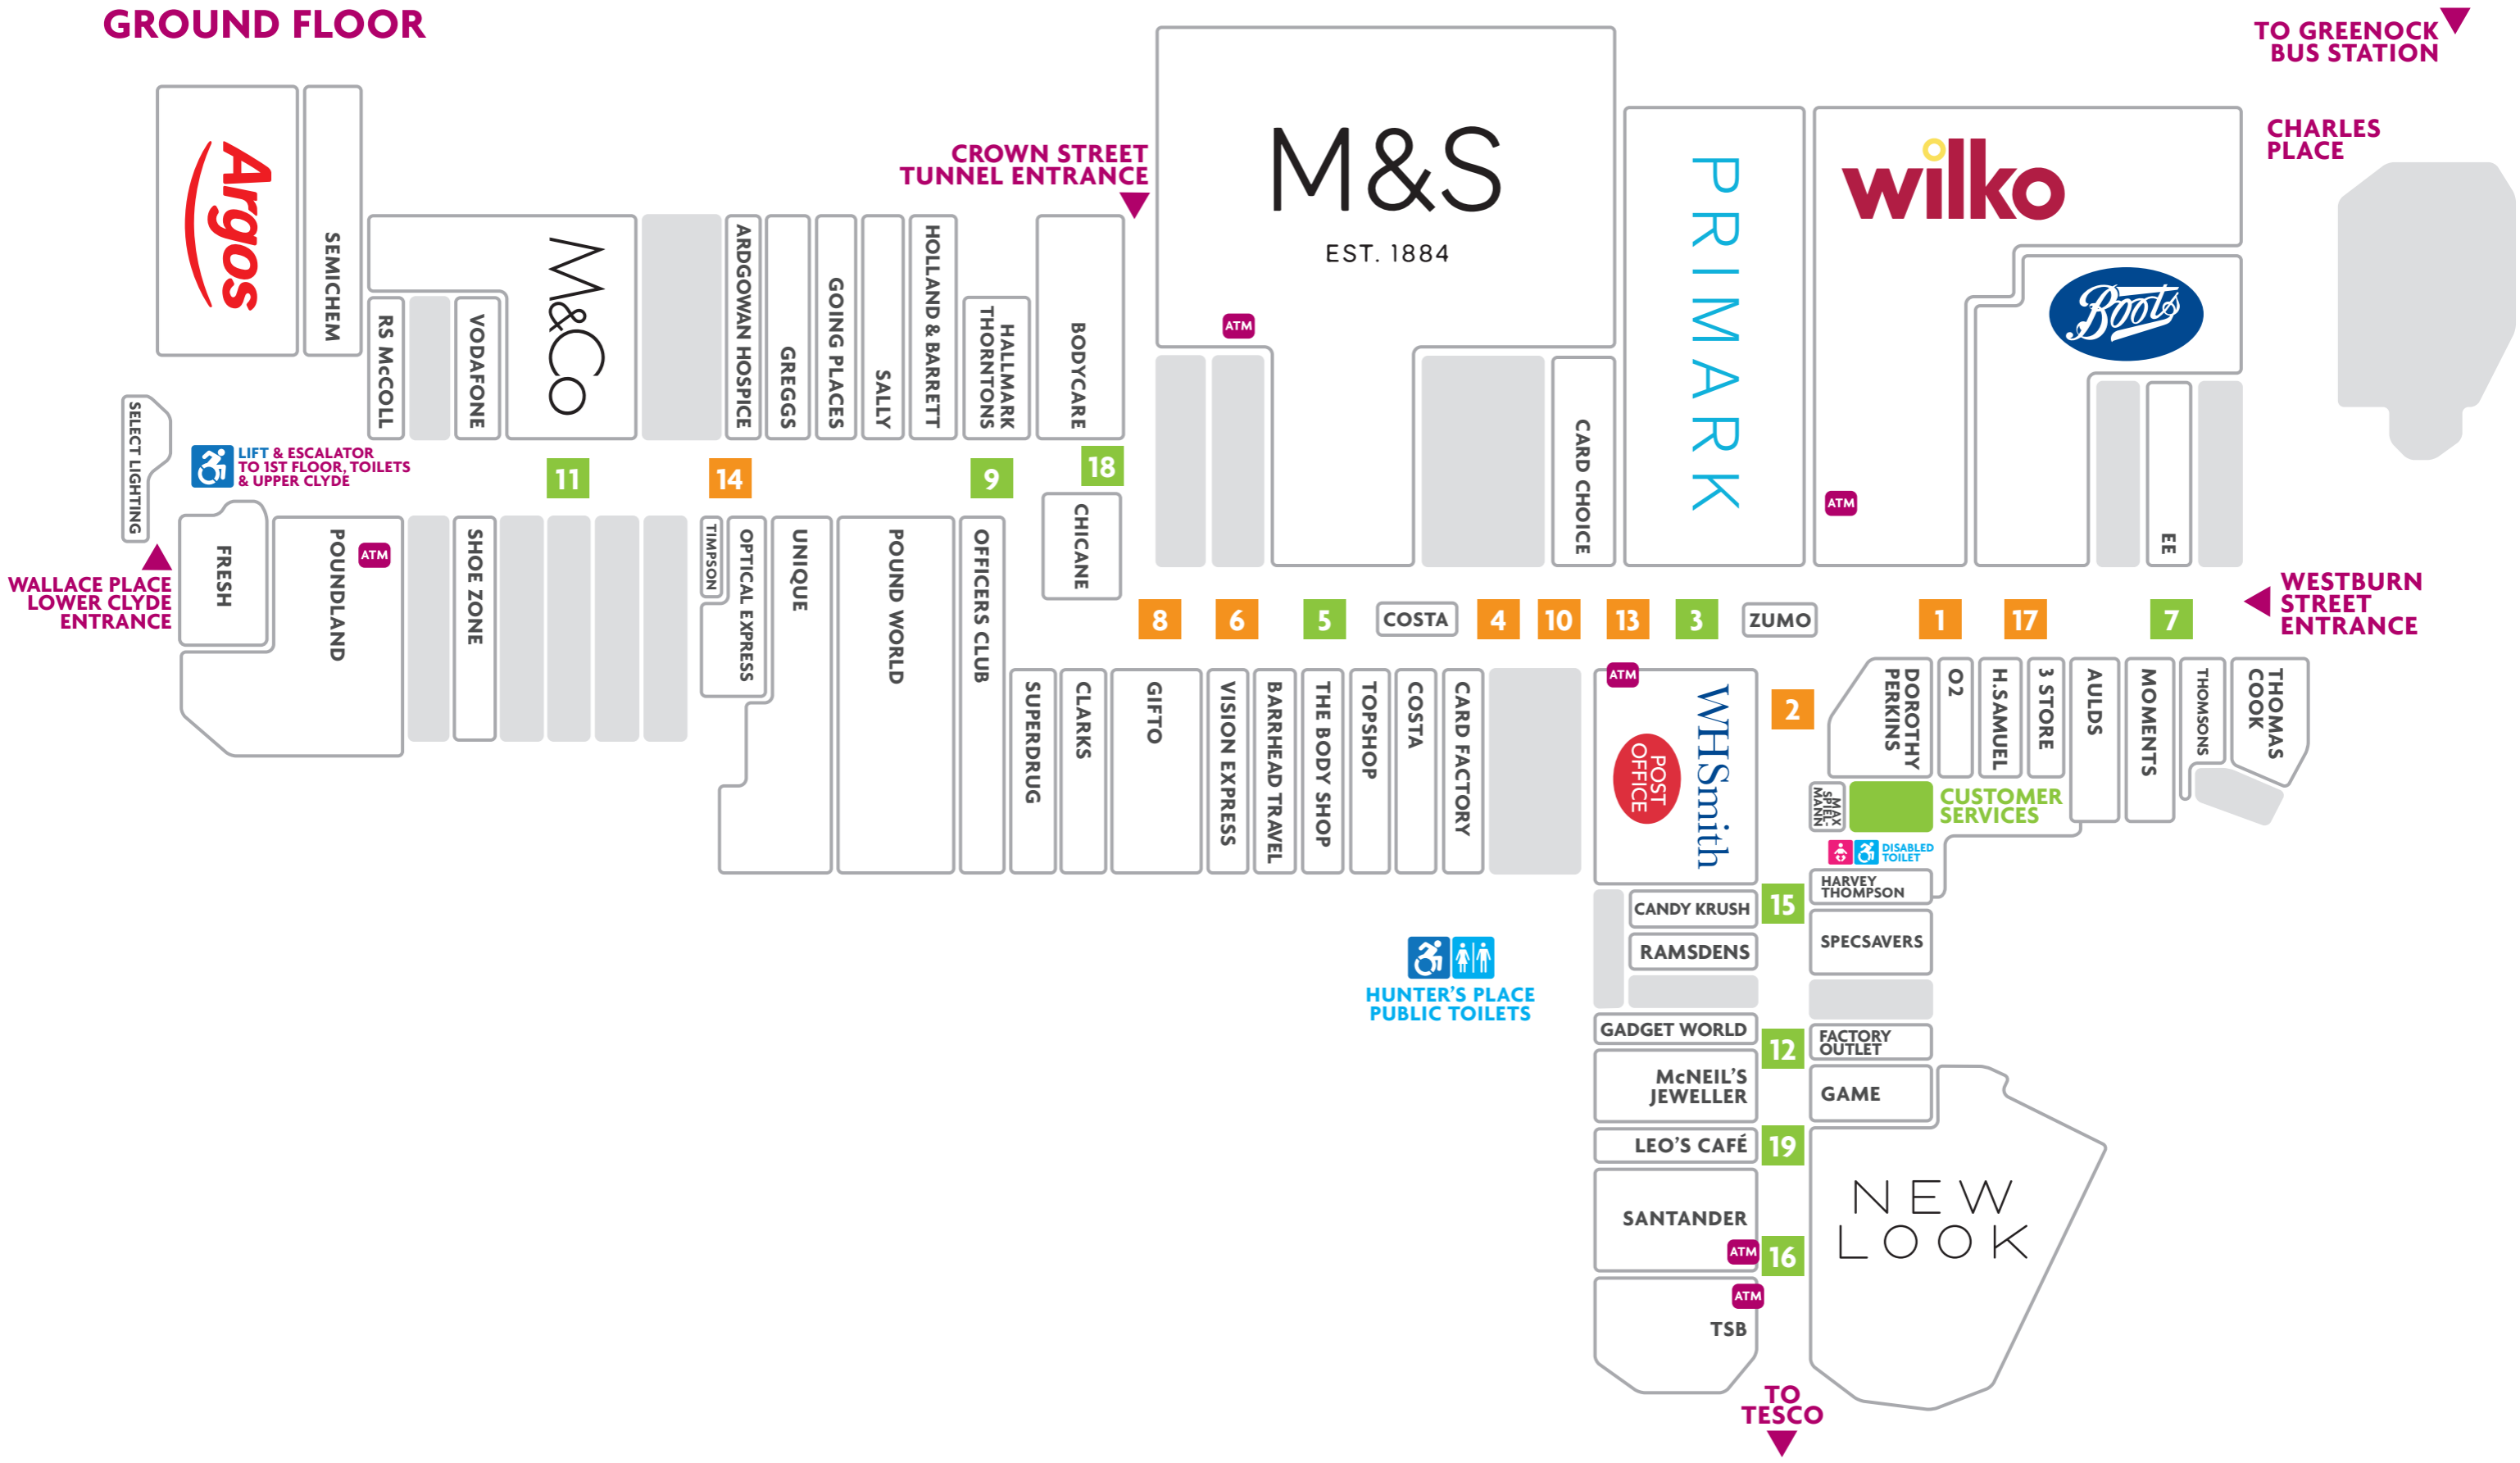 GROUND FLOOR
TO GREENOCK
BUS STATION
CHARLES
PLACE
CROWN STREET
TUNNEL ENTRANCE
M&S
EST. 1884
ATM
PRIMARK
wilko
ATM
Boots
EE
CARD CHOICE
Argos
SEMICHEM
RS McCOLL
VODAFONE
M&Co
ARDGOWAN HOSPICE
GREGGS
GOING PLACES
SALLY
HOLLAND & BARRETT
HALLMARK
THORNTONS
BODYCARE
SELECT LIGHTING
LIFT & ESCALATOR
TO 1ST FLOOR, TOILETS
& UPPER CLYDE
11
14
9
18
CHICANE
WALLACE PLACE
LOWER CLYDE
ENTRANCE
FRESH
POUNDLAND
ATM
SHOE ZONE
TIMPSON
OPTICAL EXPRESS
UNIQUE
POUND WORLD
OFFICERS CLUB
8
6
5
COSTA
4
10
13
3
ZUMO
1
17
7
WESTBURN
STREET
ENTRANCE
SUPERDRUG
CLARKS
GIFTO
VISION EXPRESS
BARRHEAD TRAVEL
THE BODY SHOP
TOPSHOP
COSTA
CARD FACTORY
ATM
WHSmith
POST
OFFICE
2
DOROTHY
PERKINS
O2
H.SAMUEL
3 STORE
AULDS
MOMENTS
THOMSONS
THOMAS
COOK
MAX
SPIEL-
MANN
CUSTOMER
SERVICES
DISABLED
TOILET
HARVEY
THOMPSON
CANDY KRUSH
15
SPECSAVERS
RAMSDENS
HUNTER'S PLACE
PUBLIC TOILETS
GADGET WORLD
12
FACTORY
OUTLET
McNEIL'S
JEWELLER
GAME
LEO'S CAFÉ
19
SANTANDER
ATM
16
NEW
LOOK
ATM
TSB
TO
TESCO